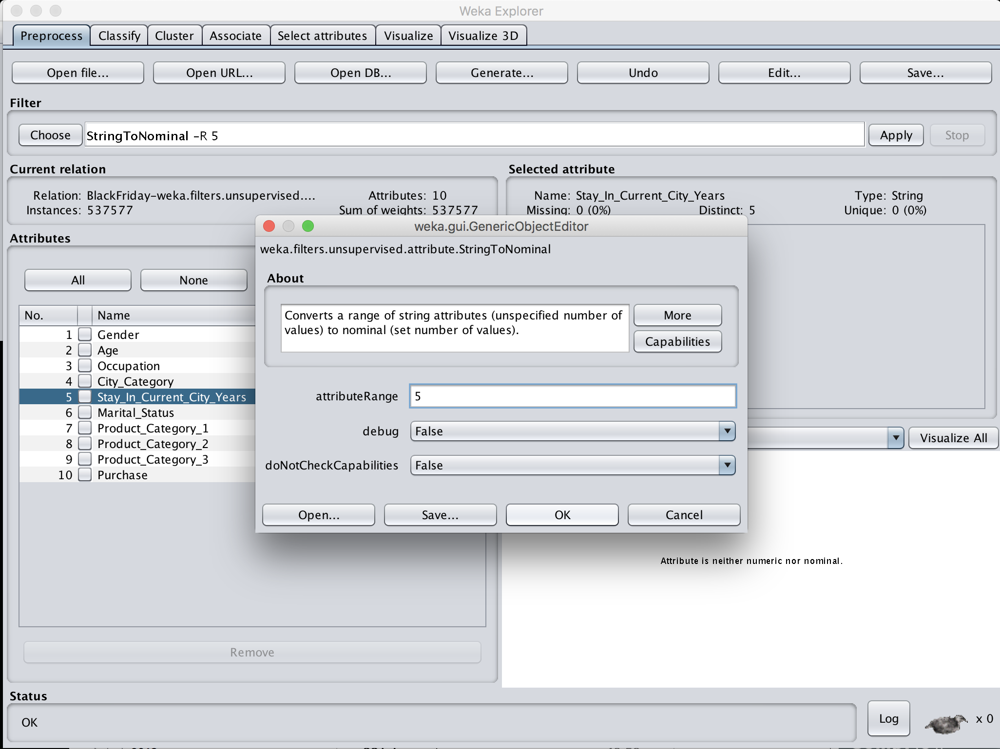 Weka Explorer
Preprocess Classify Cluster Associate Select attributes Visualize Visualize 3D
Open file... Open URL... Open DB... Generate... Undo Edit... Save...
Filter
Choose StringToNominal -R 5 Apply Stop
Current relation
Relation: BlackFriday-weka.filters.unsupervised.... Attributes: 10
Instances: 537577 Sum of weights: 537577
Selected attribute
Name: Stay_In_Current_City_Years Type: String
Missing: 0 (0%) Distinct: 5 Unique: 0 (0%)
Attributes
All None
No. Name
1 Gender
2 Age
3 Occupation
4 City_Category
5 Stay_In_Current_City_Years
6 Marital_Status
7 Product_Category_1
8 Product_Category_2
9 Product_Category_3
10 Purchase
Remove
weka.gui.GenericObjectEditor
weka.filters.unsupervised.attribute.StringToNominal
About
Converts a range of string attributes (unspecified number of
values) to nominal (set number of values).
More
Capabilities
attributeRange 5
debug False
doNotCheckCapabilities False
Open... Save... OK Cancel
Visualize All
Attribute is neither numeric nor nominal.
Status
OK
Log x 0